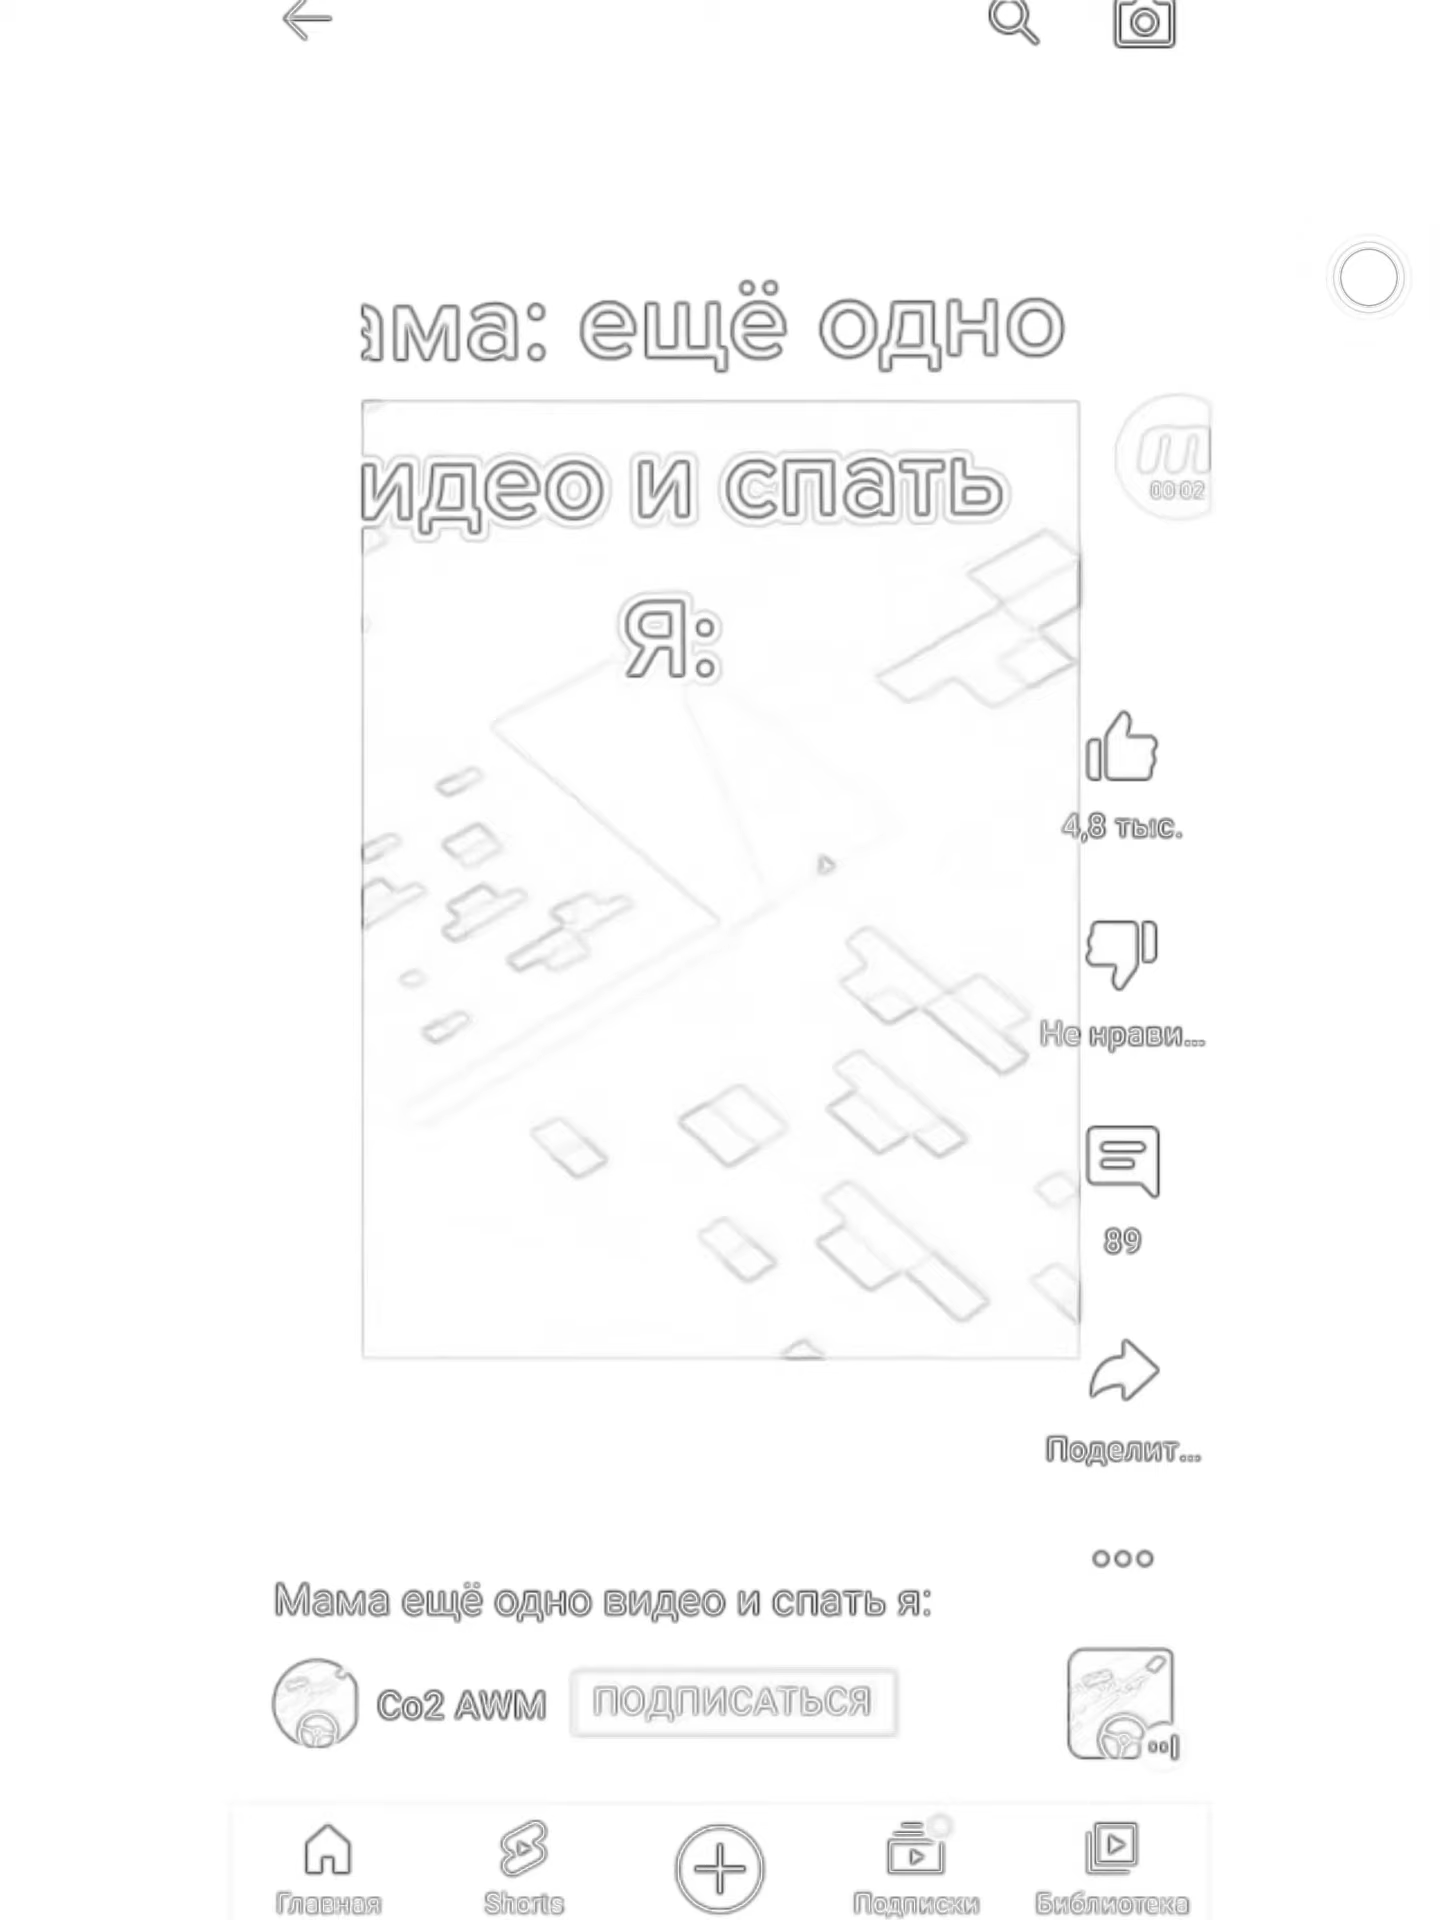 ама: ещё одно
идео и спать
Я:
00:02
4,8 тыс.
Не нрави...
89
Поделит...
Мама ещё одно видео и спать я:
Co2 AWM
ПОДПИСАТЬСЯ
Главная
Shorts
Подписки
Библиотека